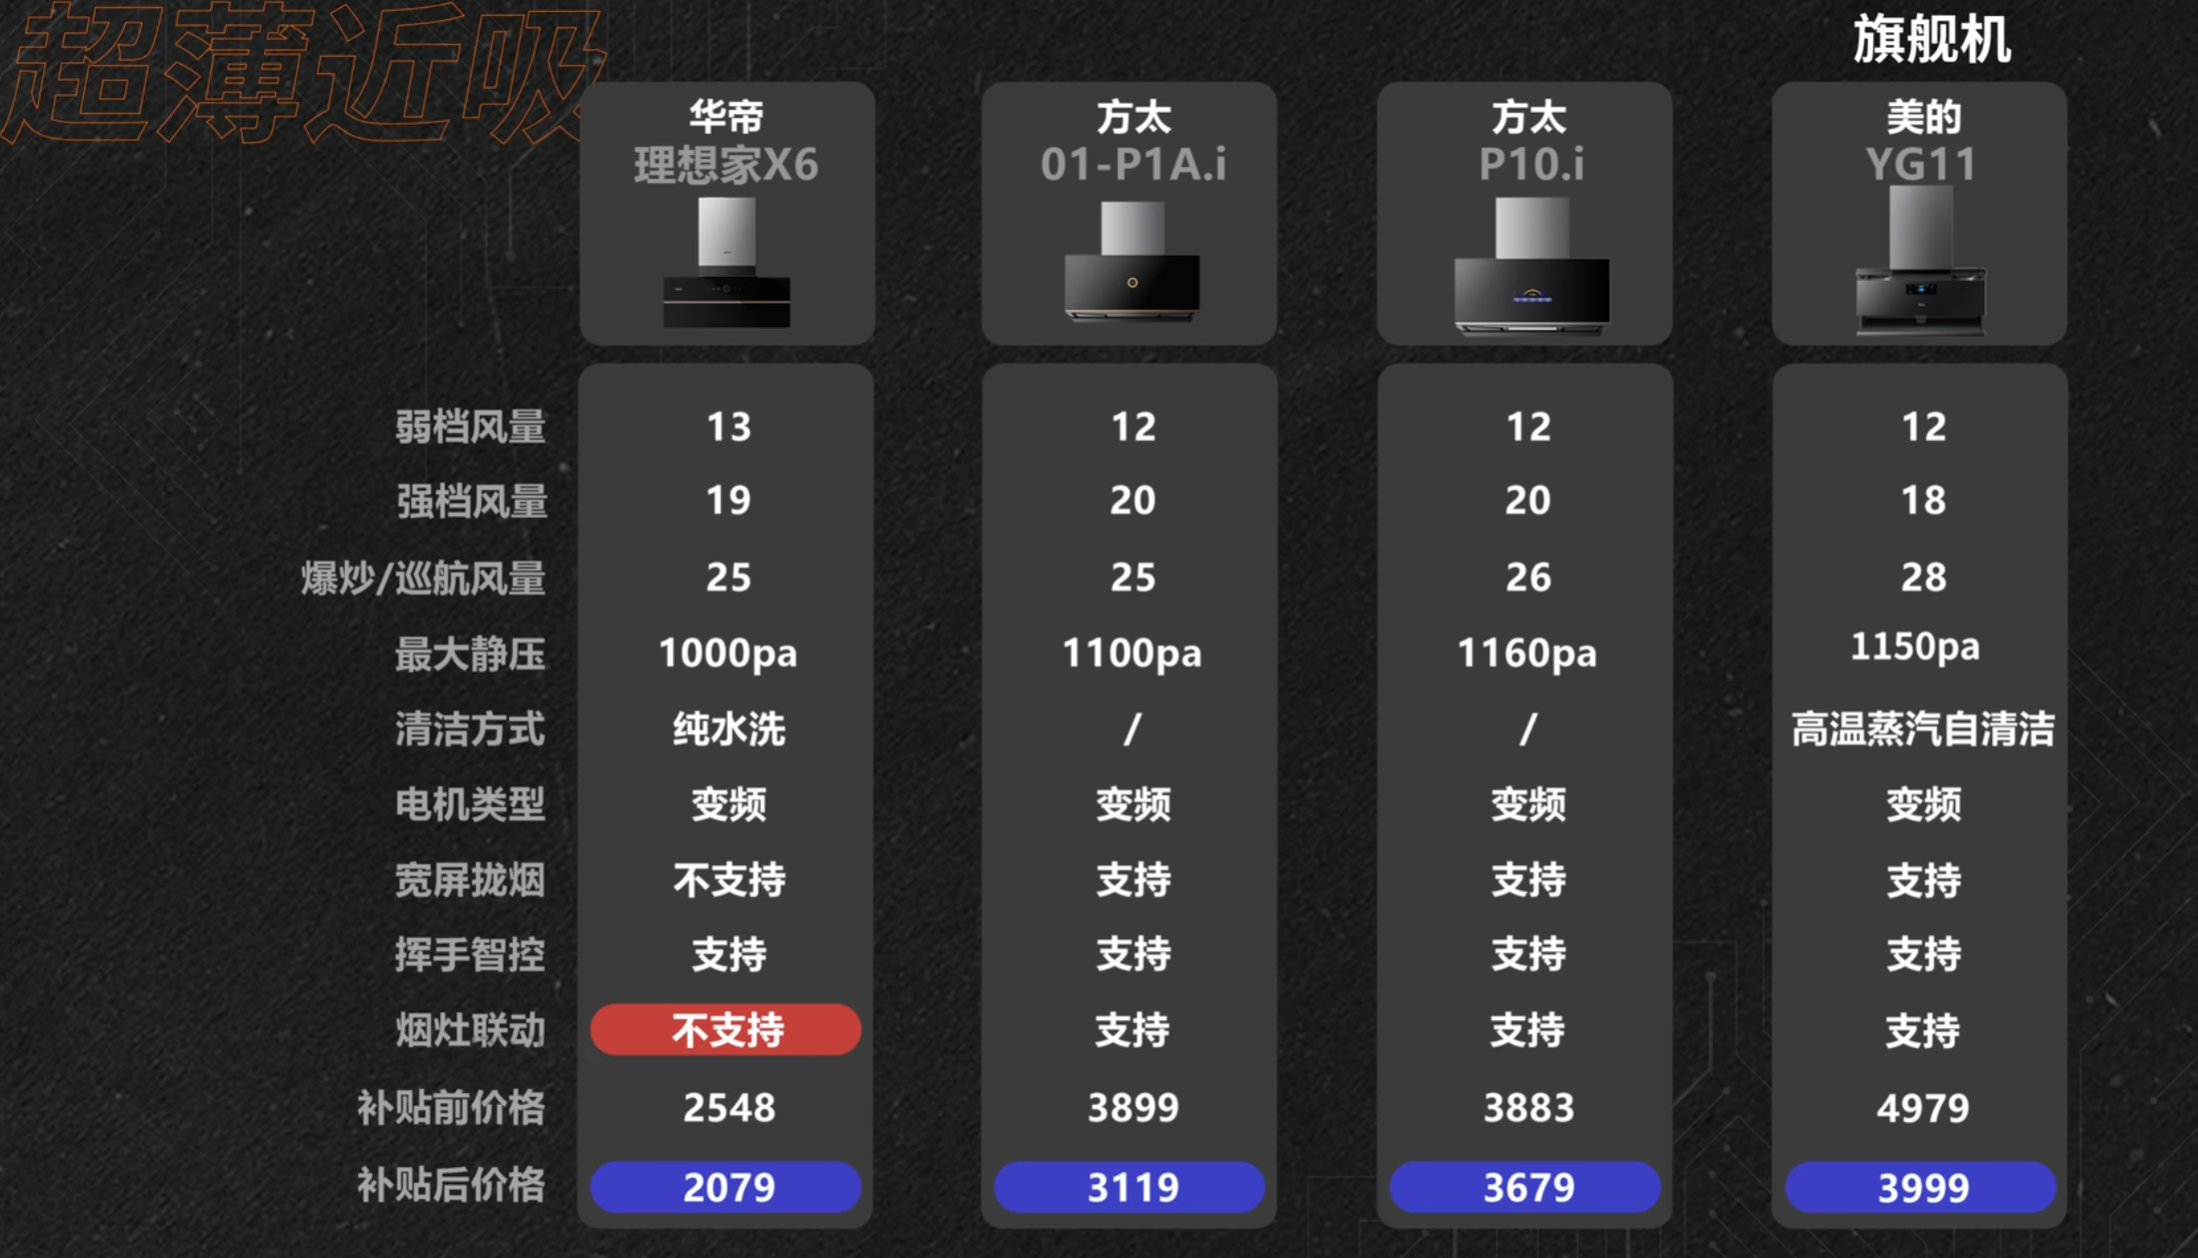 超薄近吸
旗舰机
华帝 方太 方太 美的
理想家X6 01-P1A.i P10.i YG11
弱档风量 13 12 12 12
强档风量 19 20 20 18
爆炒/巡航风量 25 25 26 28
最大静压 1000pa 1100pa 1160pa 1150pa
清洁方式 纯水洗 / / 高温蒸汽自清洁
电机类型 变频 变频 变频 变频
宽屏拢烟 不支持 支持 支持 支持
挥手智控 支持 支持 支持 支持
烟灶联动 不支持 支持 支持 支持
补贴前价格 2548 3899 3883 4979
补贴后价格 2079 3119 3679 3999